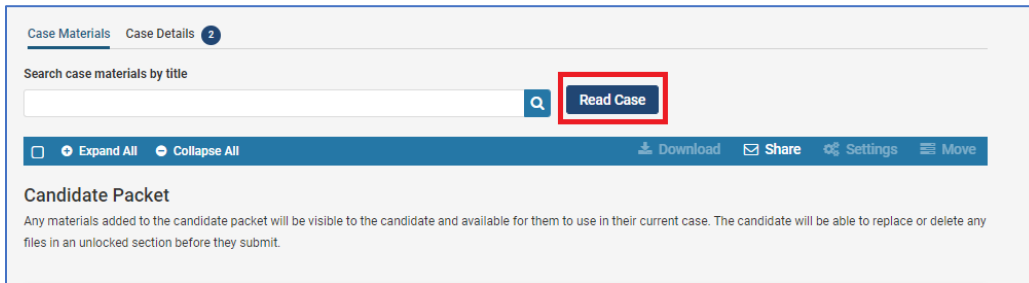 Case Materials Case Details 2
Search case materials by title
Read Case
Expand All Collapse All Download Share Settings Move
Candidate Packet
Any materials added to the candidate packet will be visible to the candidate and available for them to use in their current case. The candidate will be able to replace or delete any
files in an unlocked section before they submit.